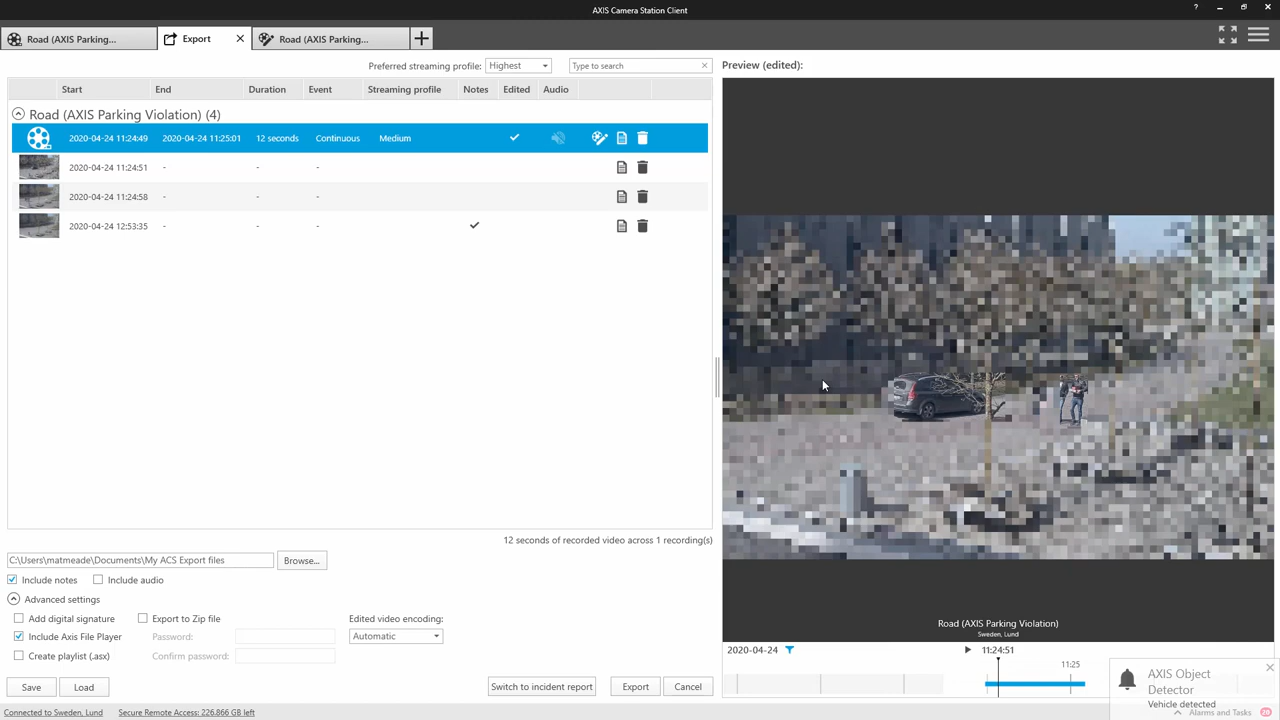 AXIS Camera Station Client
?
Road (AXIS Parking...
Export
Road (AXIS Parking...
Preferred streaming profile: Highest
Type to search
Preview (edited):
Start End Duration Event Streaming profile Notes Edited Audio
Road (AXIS Parking Violation) (4)
2020-04-24 11:24:49 2020-04-24 11:25:01 12 seconds Continuous Medium
2020-04-24 11:24:51 - - -
2020-04-24 11:24:58 - - -
2020-04-24 12:53:35 - - -
12 seconds of recorded video across 1 recording(s)
C:\Users\matmeade\Documents\My ACS Export files Browse...
Include notes Include audio
Advanced settings
Add digital signature Export to Zip file Edited video encoding:
Include Axis File Player Password: Automatic
Create playlist (.asx) Confirm password:
Save Load Switch to incident report Export Cancel
Connected to Sweden, Lund Secure Remote Access: 226.866 GB left
Road (AXIS Parking Violation)
Sweden, Lund
2020-04-24 11:24:51
11:25
AXIS Object
Detector
Vehicle detected
Alarms and Tasks